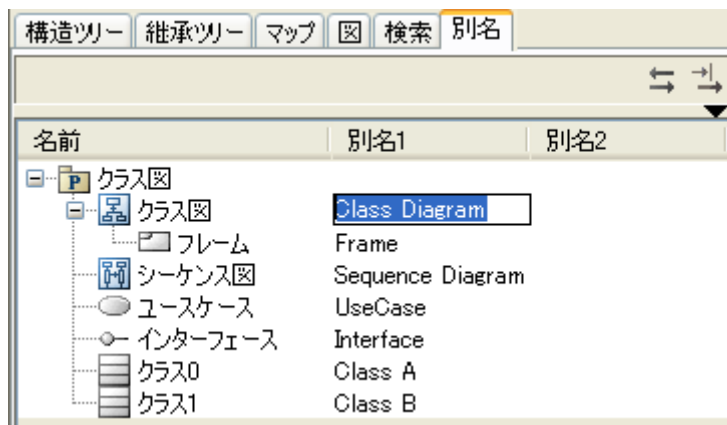 構造ツリー 継承ツリー マップ 図 検索 別名
名前 別名1 別名2
P クラス図
クラス図 Class Diagram
フレーム Frame
シーケンス図 Sequence Diagram
ユースケース UseCase
インターフェース Interface
クラス0 Class A
クラス1 Class B